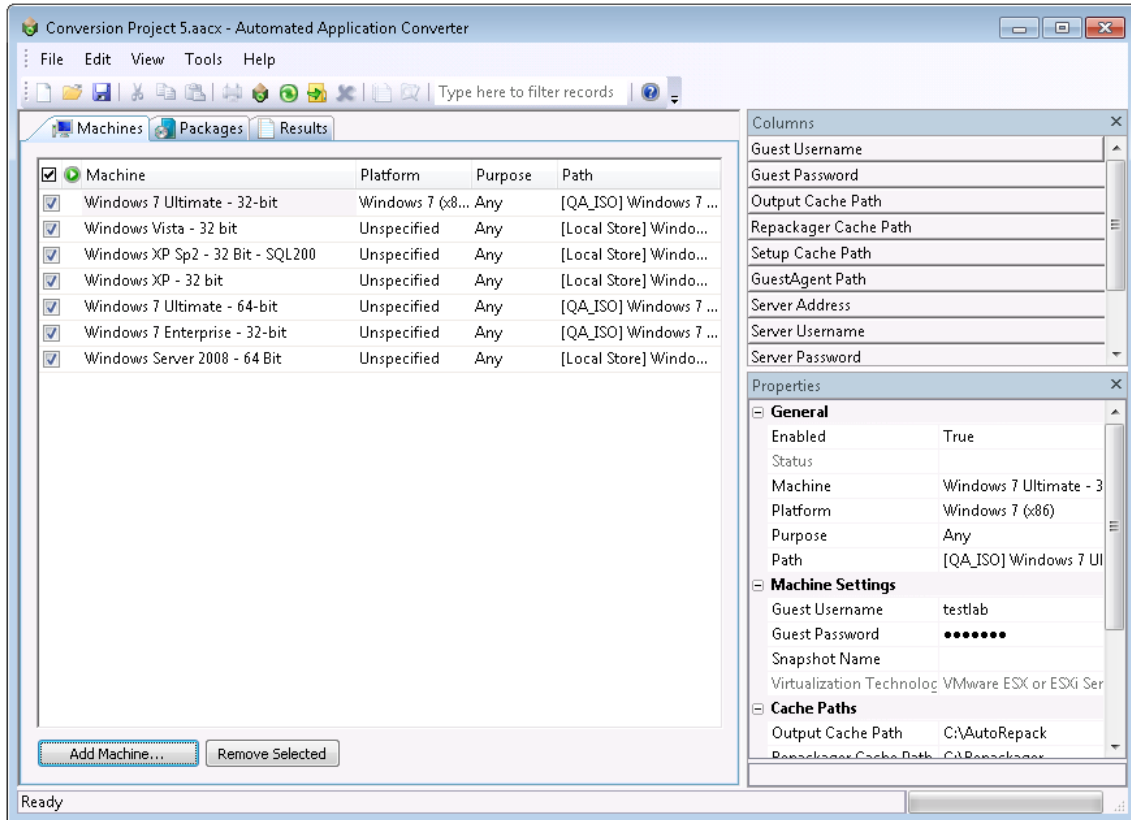 Conversion Project 5.aacx - Automated Application Converter
File Edit View Tools Help
Type here to filter records
Machines Packages Results
Machine Platform Purpose Path
Windows 7 Ultimate - 32-bit Windows 7 (x8... Any [QA_ISO] Windows 7 ...
Windows Vista - 32 bit Unspecified Any [Local Store] Windo...
Windows XP Sp2 - 32 Bit - SQL200 Unspecified Any [Local Store] Windo...
Windows XP - 32 bit Unspecified Any [Local Store] Windo...
Windows 7 Ultimate - 64-bit Unspecified Any [QA_ISO] Windows 7 ...
Windows 7 Enterprise - 32-bit Unspecified Any [QA_ISO] Windows 7 ...
Windows Server 2008 - 64 Bit Unspecified Any [Local Store] Windo...
Add Machine... Remove Selected
Columns
Guest Username
Guest Password
Output Cache Path
Repackager Cache Path
Setup Cache Path
GuestAgent Path
Server Address
Server Username
Server Password
Properties
General
Enabled True
Status
Machine Windows 7 Ultimate - 3
Platform Windows 7 (x86)
Purpose Any
Path [QA_ISO] Windows 7 Ul
Machine Settings
Guest Username testlab
Guest Password ●●●●●●●
Snapshot Name
Virtualization Technolog VMware ESX or ESXi Ser
Cache Paths
Output Cache Path C:\AutoRepack
Repackager Cache Path C:\Repackager
Ready